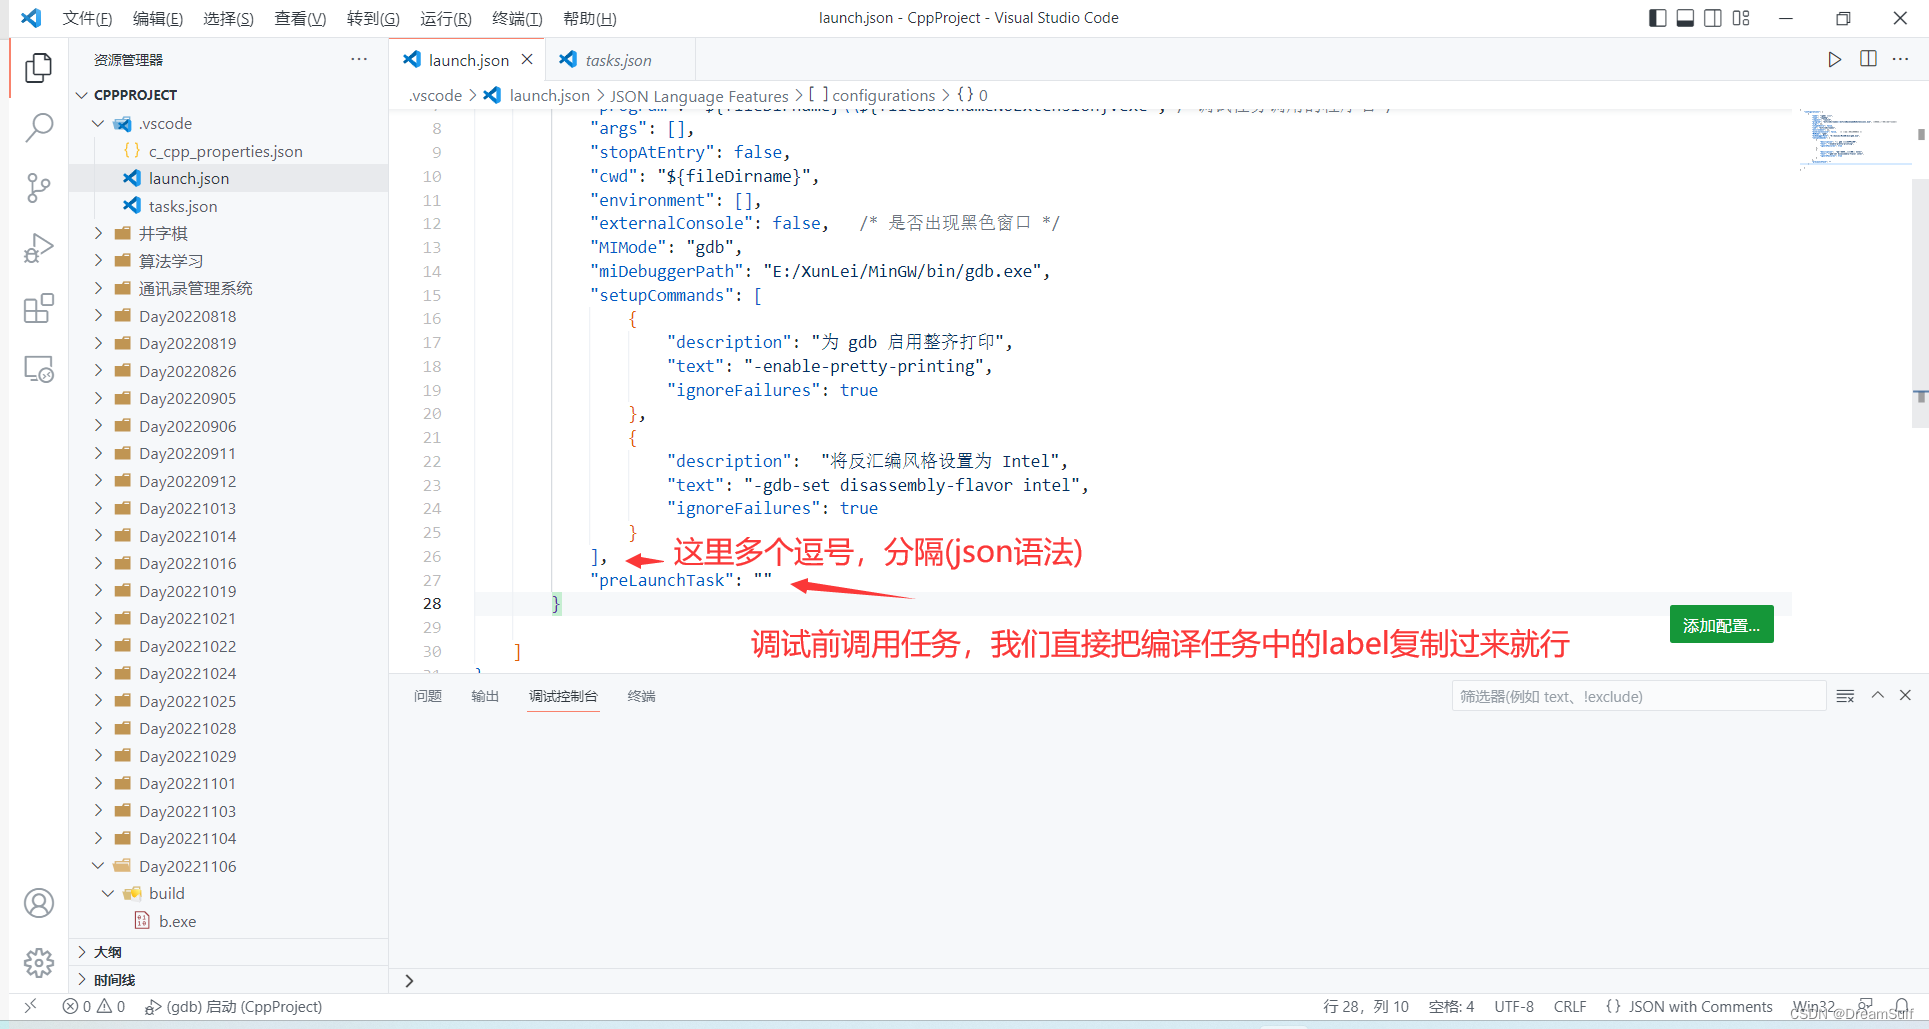 文件(F) 编辑(E) 选择(S) 查看(V) 转到(G) 运行(R) 终端(T) 帮助(H) launch.json - CppProject - Visual Studio Code
资源管理器
CPPPROJECT
.vscode
c_cpp_properties.json
launch.json
tasks.json
井字棋
算法学习
通讯录管理系统
Day20220818
Day20220819
Day20220826
Day20220905
Day20220906
Day20220911
Day20220912
Day20221013
Day20221014
Day20221016
Day20221019
Day20221021
Day20221022
Day20221024
Day20221025
Day20221028
Day20221029
Day20221101
Day20221103
Day20221104
Day20221106
build
b.exe
大纲
时间线
launch.json tasks.json
.vscode > launch.json > JSON Language Features > [ ] configurations > { } 0
8 "args": [],
9 "stopAtEntry": false,
10 "cwd": "${fileDirname}",
11 "environment": [],
12 "externalConsole": false, /* 是否出现黑色窗口 */
13 "MIMode": "gdb",
14 "miDebuggerPath": "E:/XunLei/MinGW/bin/gdb.exe",
15 "setupCommands": [
16 {
17 "description": "为 gdb 启用整齐打印",
18 "text": "-enable-pretty-printing",
19 "ignoreFailures": true
20 },
21 {
22 "description": "将反汇编风格设置为 Intel",
23 "text": "-gdb-set disassembly-flavor intel",
24 "ignoreFailures": true
25 }
26 ], 这里多个逗号，分隔(json语法)
27 "preLaunchTask": ""
28 }
29
30 ]
添加配置...
调试前调用任务，我们直接把编译任务中的label复制过来就行
问题 输出 调试控制台 终端 筛选器(例如 text、!exclude)
0 0 (gdb) 启动 (CppProject) 行 28，列 10 空格: 4 UTF-8 CRLF { } JSON with Comments Win32